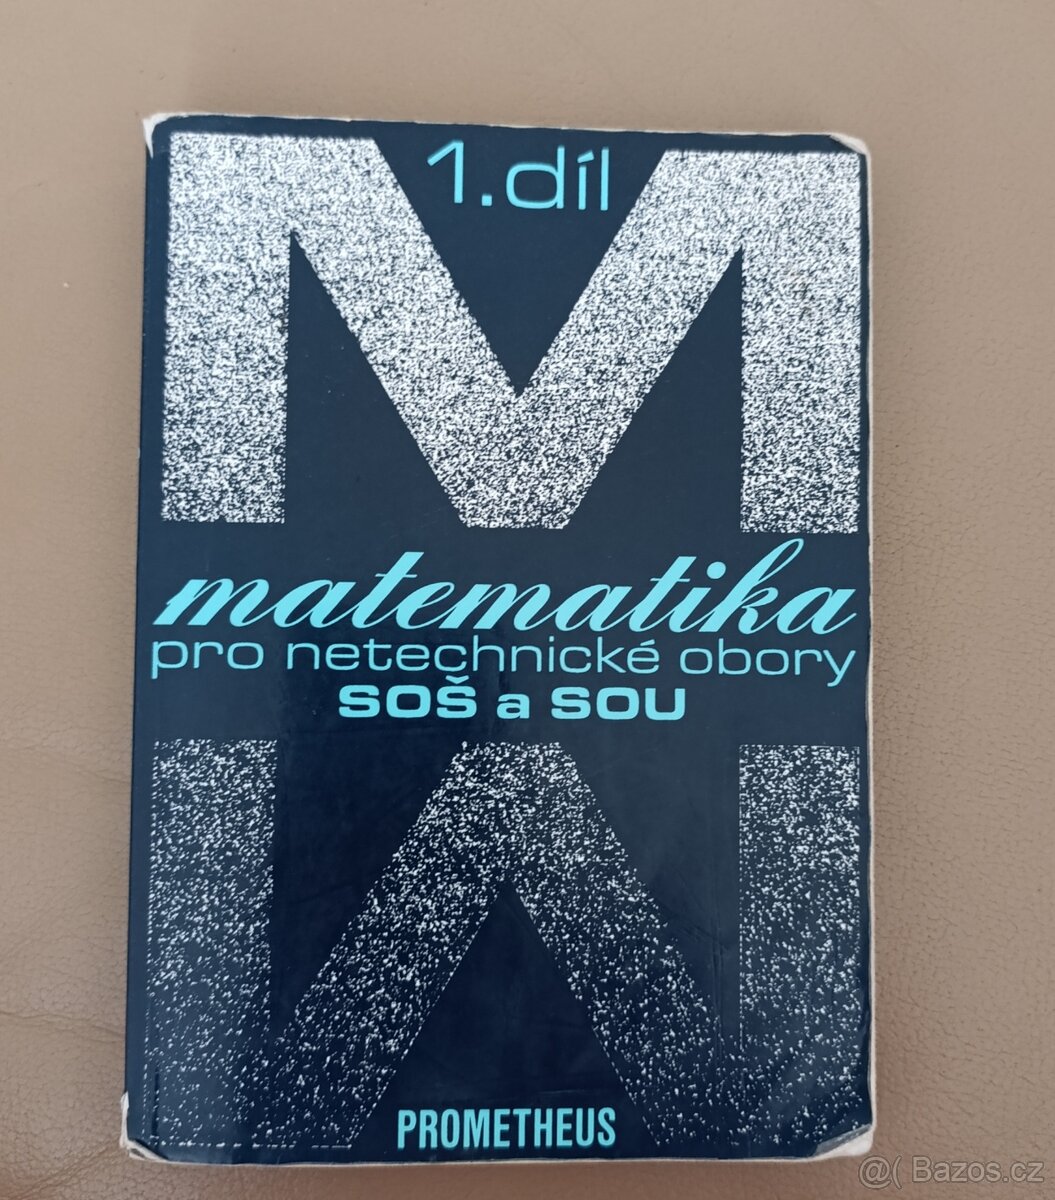 1.díl
matematika
pro netechnické obory
SOŠ a SOU
PROMETHEUS
@( Bazos.cz